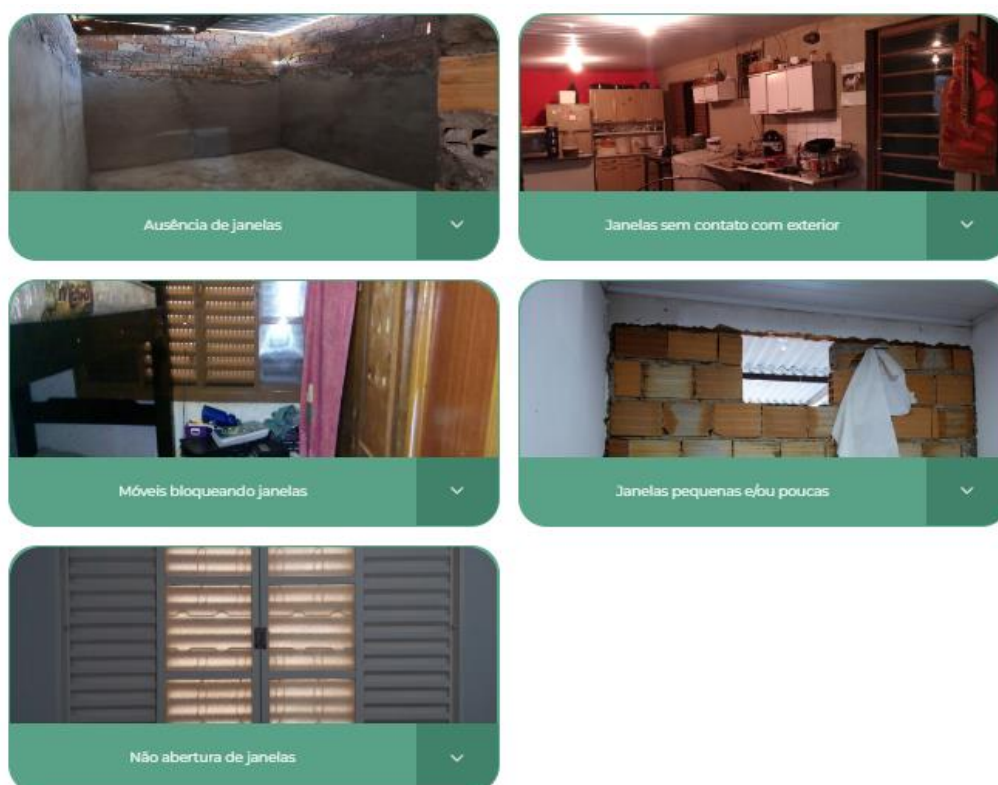 Ausência de janelas
Janelas sem contato com exterior
Móveis bloqueando janelas
Janelas pequenas e/ou poucas
Não abertura de janelas